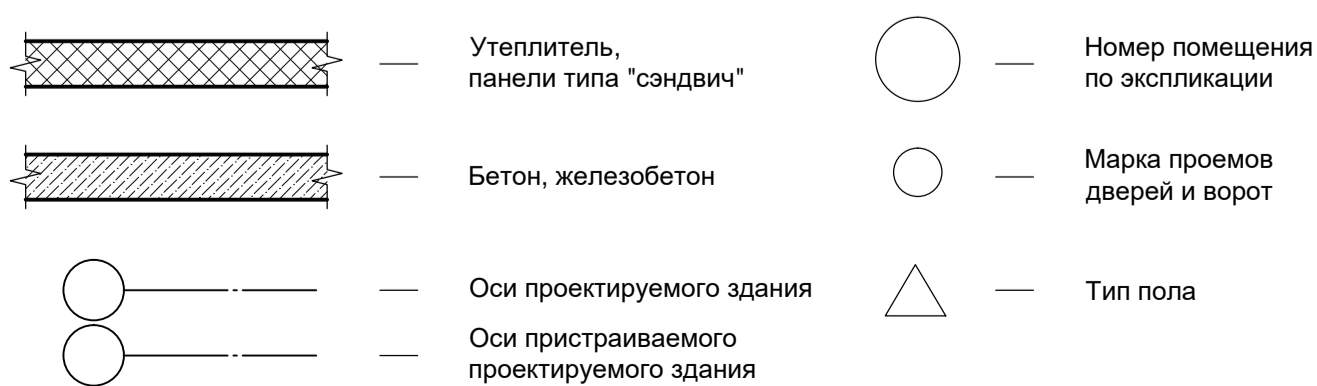 Утеплитель,
панели типа "сэндвич"
Бетон, железобетон
Оси проектируемого здания
Оси пристраиваемого
проектируемого здания
Номер помещения
по экспликации
Марка проемов
дверей и ворот
Тип пола